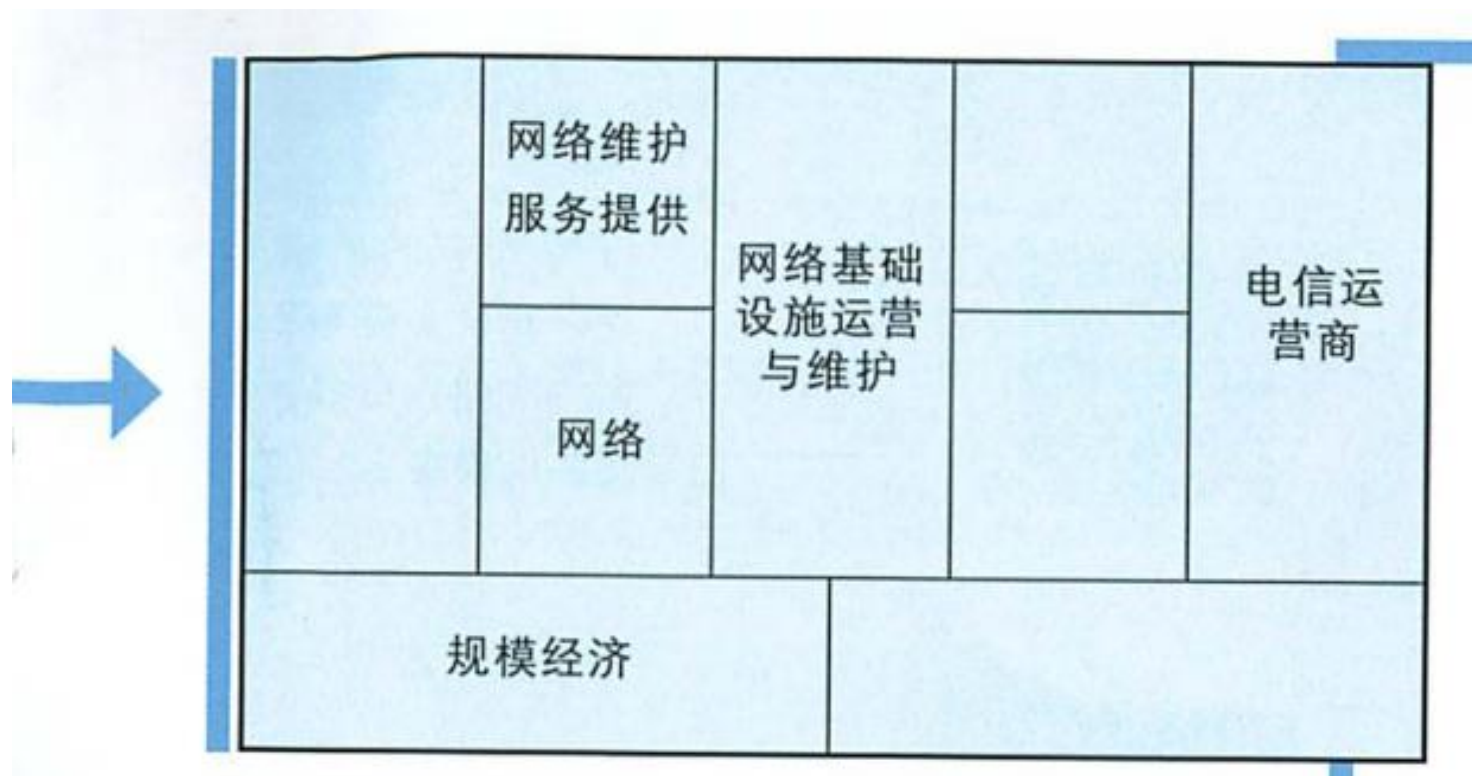 网络维护
服务提供
网络
网络基础
设施运营
与维护
电信运
营商
规模经济